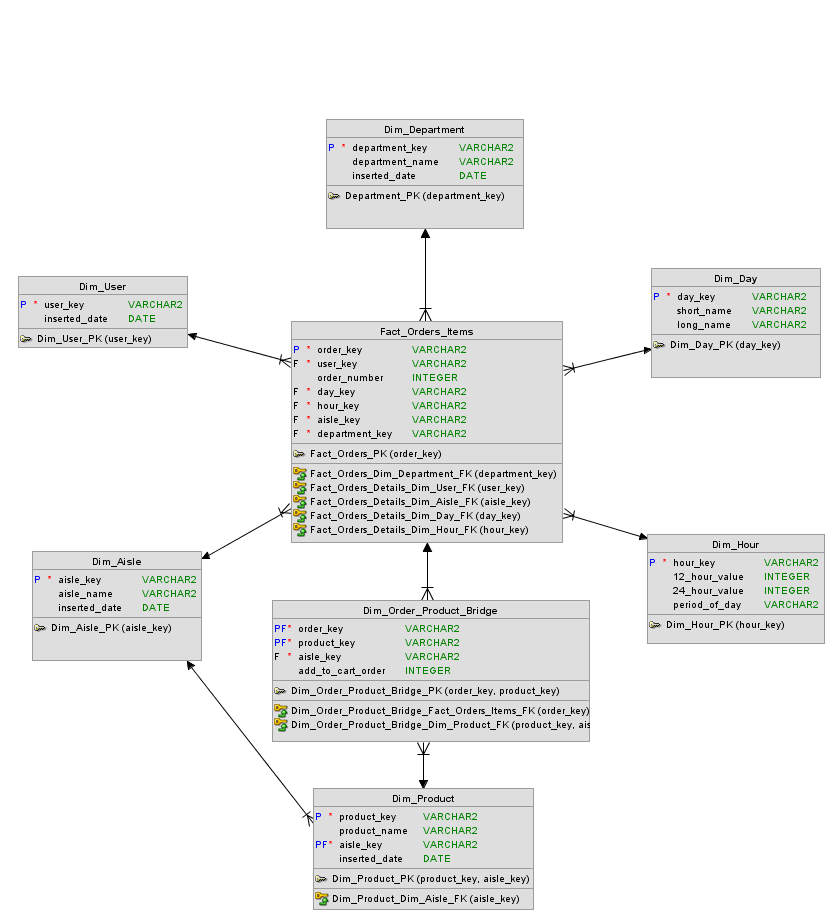 Dim_Department
P * department_key VARCHAR2
department_name VARCHAR2
inserted_date DATE
Department_PK (department_key)
Dim_User
P * user_key VARCHAR2
inserted_date DATE
Dim_User_PK (user_key)
Dim_Day
P * day_key VARCHAR2
short_name VARCHAR2
long_name VARCHAR2
Dim_Day_PK (day_key)
Fact_Orders_Items
P * order_key VARCHAR2
F * user_key VARCHAR2
order_number INTEGER
F * day_key VARCHAR2
F * hour_key VARCHAR2
F * aisle_key VARCHAR2
F * department_key VARCHAR2
Fact_Orders_PK (order_key)
Fact_Orders_Dim_Department_FK (department_key)
Fact_Orders_Details_Dim_User_FK (user_key)
Fact_Orders_Details_Dim_Aisle_FK (aisle_key)
Fact_Orders_Details_Dim_Day_FK (day_key)
Fact_Orders_Details_Dim_Hour_FK (hour_key)
Dim_Aisle
P * aisle_key VARCHAR2
aisle_name VARCHAR2
inserted_date DATE
Dim_Aisle_PK (aisle_key)
Dim_Hour
P * hour_key VARCHAR2
12_hour_value INTEGER
24_hour_value INTEGER
period_of_day VARCHAR2
Dim_Hour_PK (hour_key)
Dim_Order_Product_Bridge
PF* order_key VARCHAR2
PF* product_key VARCHAR2
F * aisle_key VARCHAR2
add_to_cart_order INTEGER
Dim_Order_Product_Bridge_PK (order_key, product_key)
Dim_Order_Product_Bridge_Fact_Orders_Items_FK (order_key)
Dim_Order_Product_Bridge_Dim_Product_FK (product_key, ais
Dim_Product
P * product_key VARCHAR2
product_name VARCHAR2
PF* aisle_key VARCHAR2
inserted_date DATE
Dim_Product_PK (product_key, aisle_key)
Dim_Product_Dim_Aisle_FK (aisle_key)